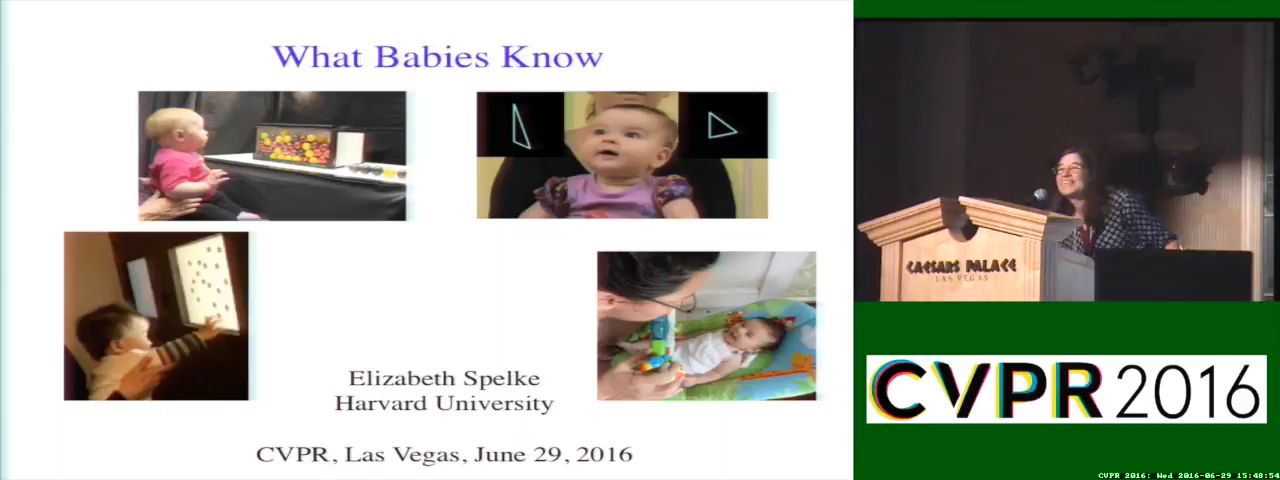 What Babies Know
Elizabeth Spelke
Harvard University
CVPR, Las Vegas, June 29, 2016
CAESARS PALACE
LAS VEGAS
CVPR 2016
CVPR 2016: Wed 2016-06-29 15:48:54